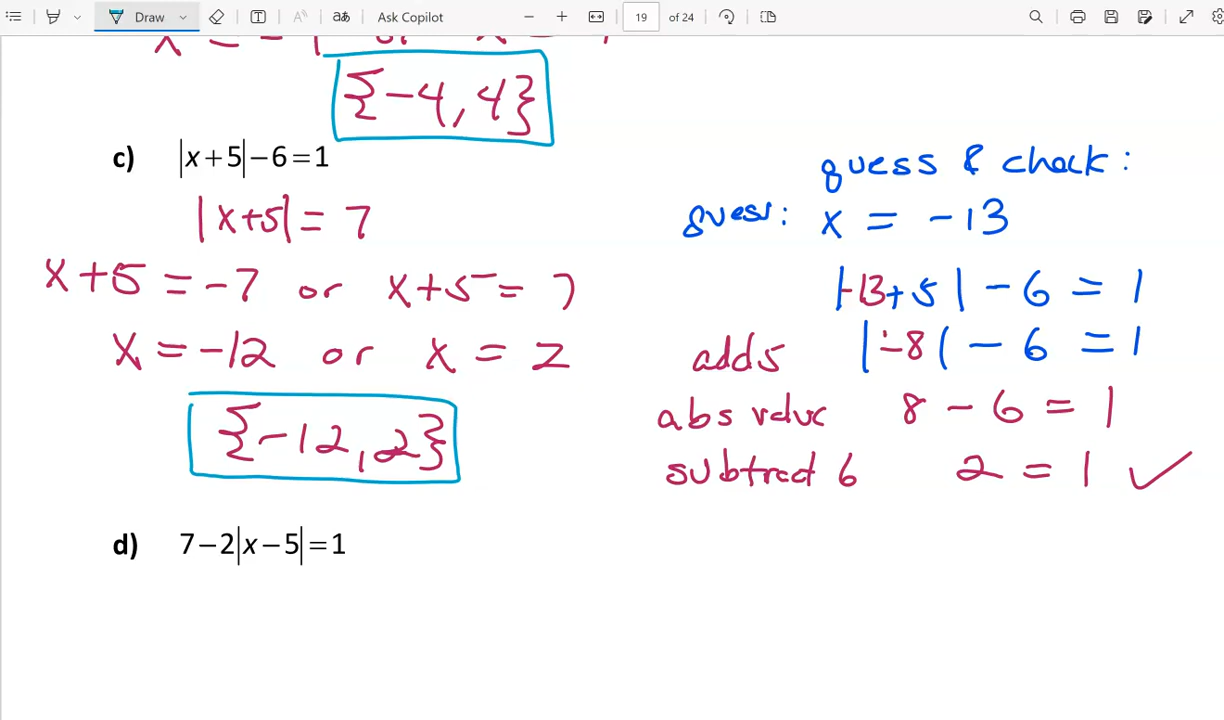 Draw
Ask Copilot
19 of 24
{-4, 4}
c) |x+5|-6=1
|x+5| = 7
x+5 = -7 or x+5 = 7
x = -12 or x = 2
{-12, 2}
guess & check:
guess: x = -13
|-13+5| - 6 = 1
adds |-8| - 6 = 1
abs value 8 - 6 = 1
subtract 6 2 = 1 ✓
d) 7-2|x-5|=1